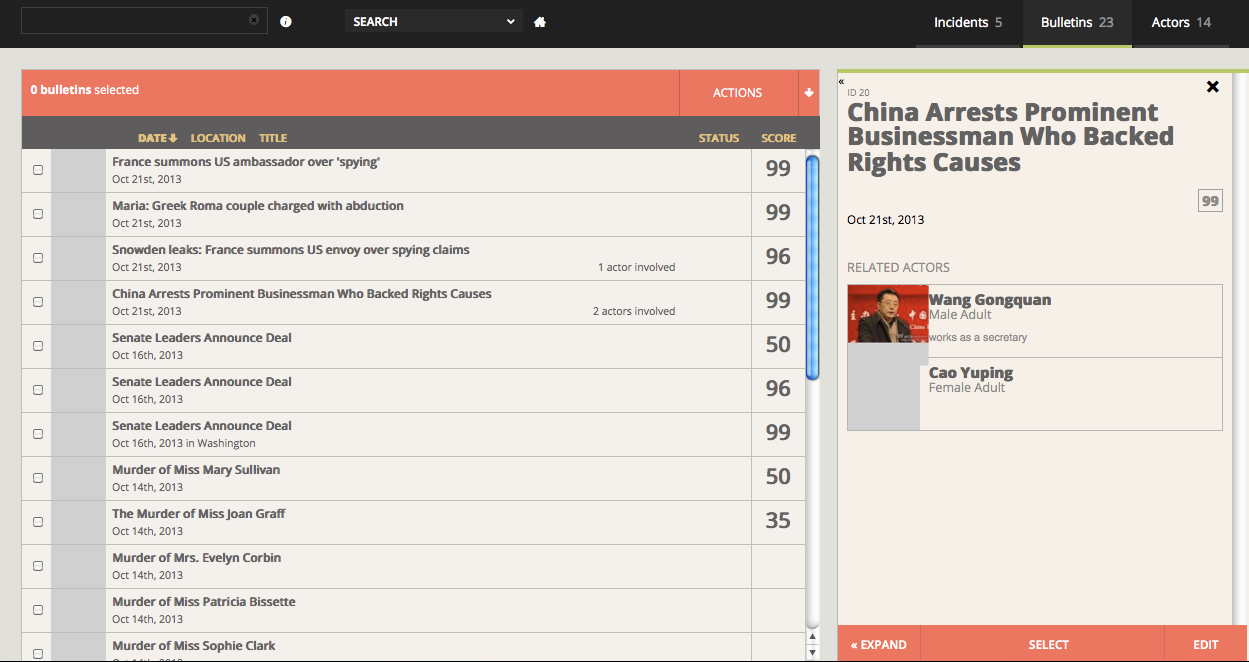 SEARCH
Incidents 5
Bulletins 23
Actors 14
0 bulletins selected
ACTIONS
DATE LOCATION TITLE STATUS SCORE
France summons US ambassador over 'spying'
Oct 21st, 2013
99
Maria: Greek Roma couple charged with abduction
Oct 21st, 2013
99
Snowden leaks: France summons US envoy over spying claims
Oct 21st, 2013
1 actor involved
96
China Arrests Prominent Businessman Who Backed Rights Causes
Oct 21st, 2013
2 actors involved
99
Senate Leaders Announce Deal
Oct 16th, 2013
50
Senate Leaders Announce Deal
Oct 16th, 2013
96
Senate Leaders Announce Deal
Oct 16th, 2013 in Washington
99
Murder of Miss Mary Sullivan
Oct 14th, 2013
50
The Murder of Miss Joan Graff
Oct 14th, 2013
35
Murder of Mrs. Evelyn Corbin
Oct 14th, 2013
Murder of Miss Patricia Bissette
Oct 14th, 2013
Murder of Miss Sophie Clark
«
ID 20
China Arrests Prominent
Businessman Who Backed
Rights Causes
99
Oct 21st, 2013
RELATED ACTORS
Wang Gongquan
Male Adult
works as a secretary
Cao Yuping
Female Adult
« EXPAND
SELECT
EDIT